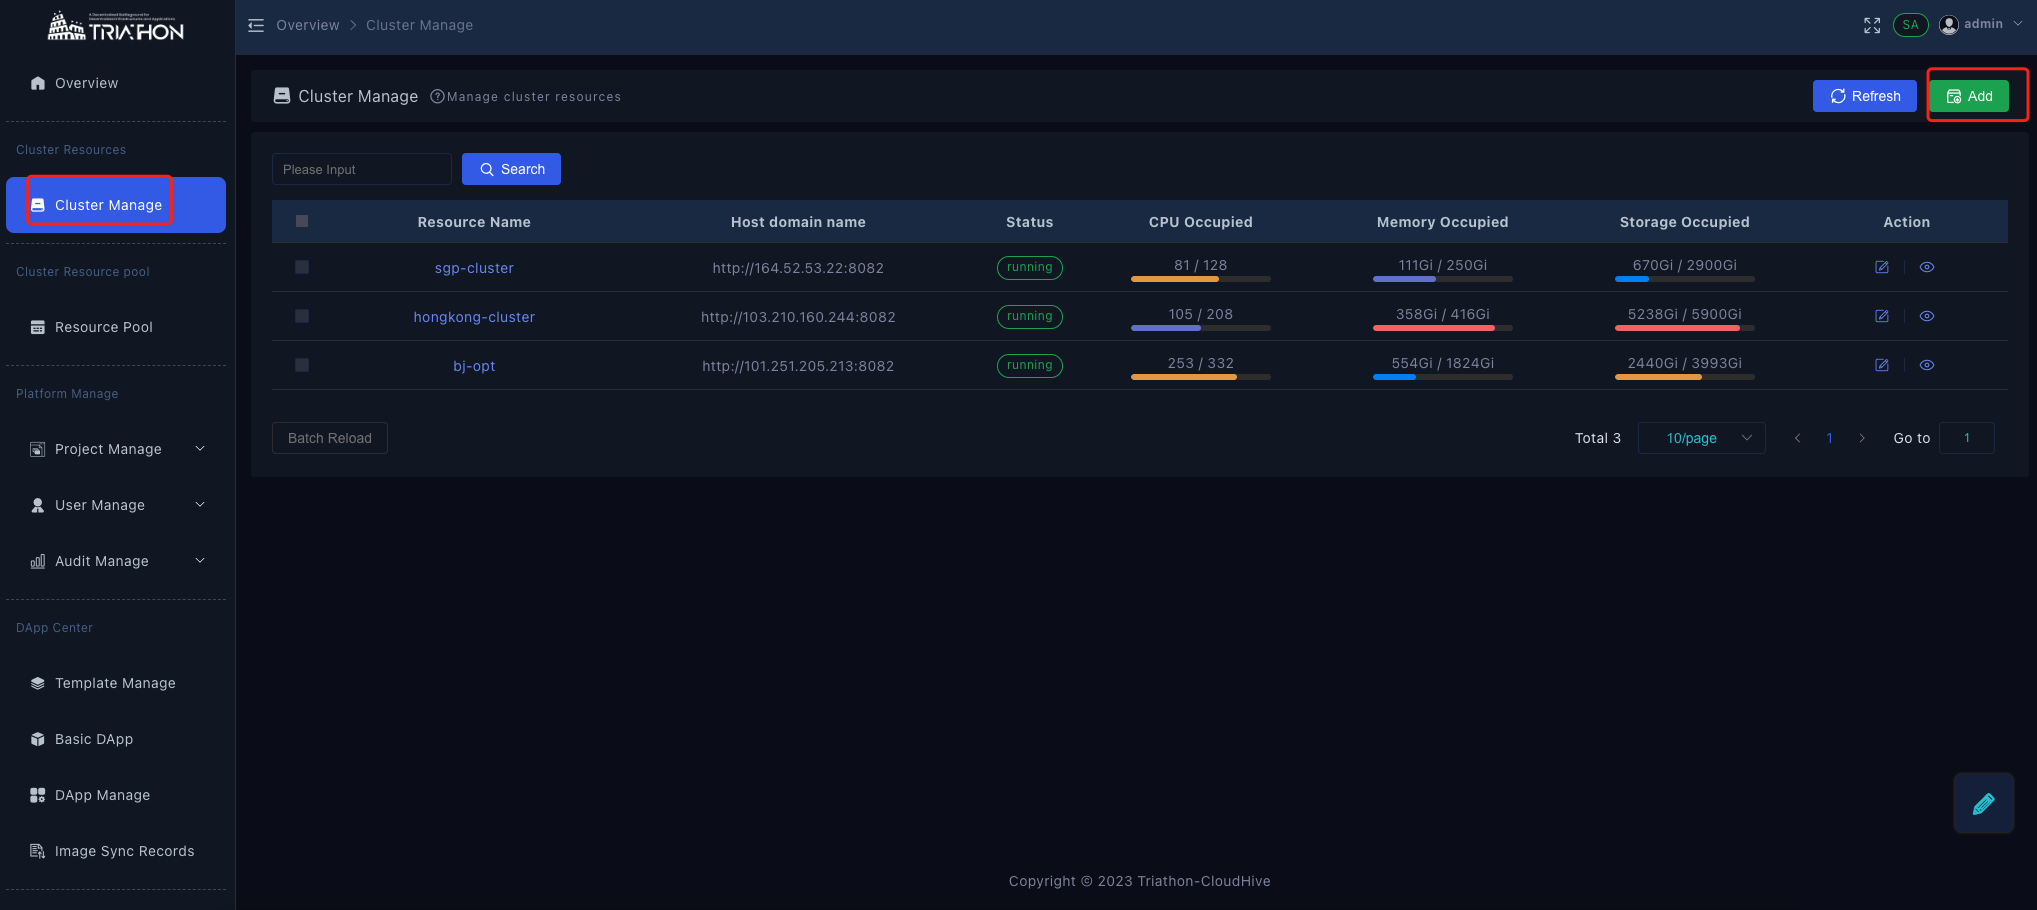 TRIATHON
Overview
Cluster Resources
Cluster Manage
Cluster Resource pool
Resource Pool
Platform Manage
Project Manage
User Manage
Audit Manage
DApp Center
Template Manage
Basic DApp
DApp Manage
Image Sync Records
Overview > Cluster Manage
SA admin
Cluster Manage ? Manage cluster resources
Refresh Add
Please Input Search
Resource Name Host domain name Status CPU Occupied Memory Occupied Storage Occupied Action
sgp-cluster http://164.52.53.22:8082 running 81 / 128 111Gi / 250Gi 670Gi / 2900Gi
hongkong-cluster http://103.210.160.244:8082 running 105 / 208 358Gi / 416Gi 5238Gi / 5900Gi
bj-opt http://101.251.205.213:8082 running 253 / 332 554Gi / 1824Gi 2440Gi / 3993Gi
Batch Reload Total 3 10/page < 1 > Go to 1
Copyright © 2023 Triathon-CloudHive